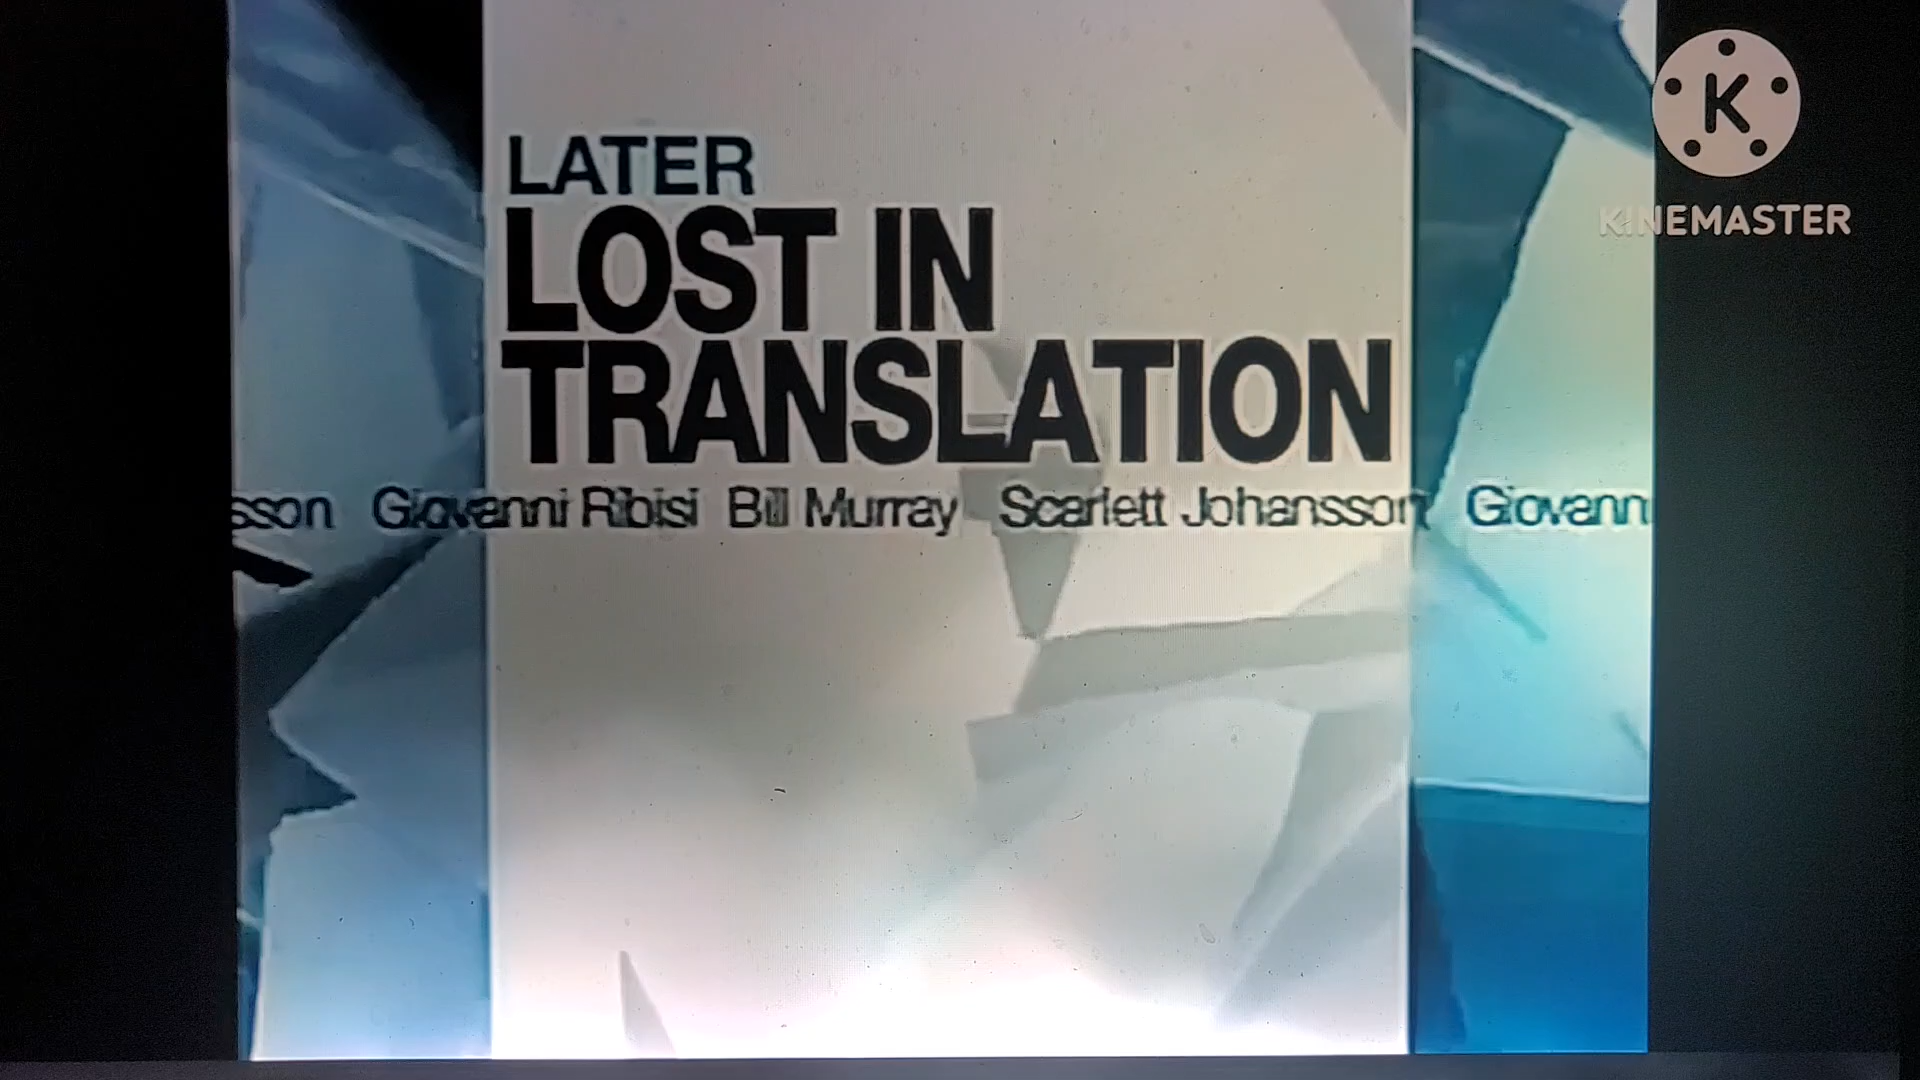 LATER
LOST IN
TRANSLATION
sson Giovanni Ribisi Bill Murray Scarlett Johansson Giovann
K
KINEMASTER